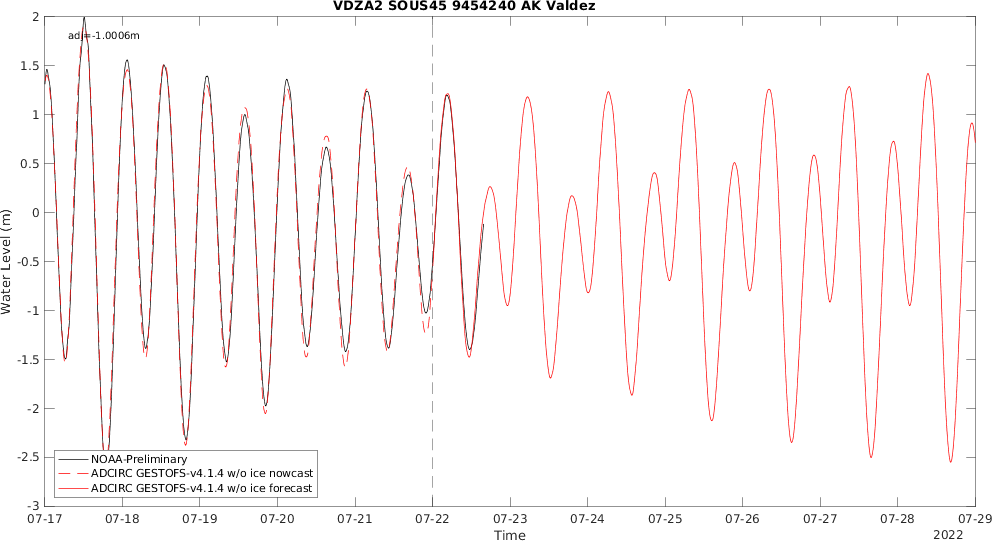 VDZA2 SOUS45 9454240 AK Valdez
adj=-1.0006m
2
1.5
1
0.5
0
-0.5
-1
-1.5
-2
-2.5
-3
Water Level (m)
NOAA-Preliminary
ADCIRC GESTOFS-v4.1.4 w/o ice nowcast
ADCIRC GESTOFS-v4.1.4 w/o ice forecast
07-17 07-18 07-19 07-20 07-21 07-22 07-23 07-24 07-25 07-26 07-27 07-28 07-29
Time
2022